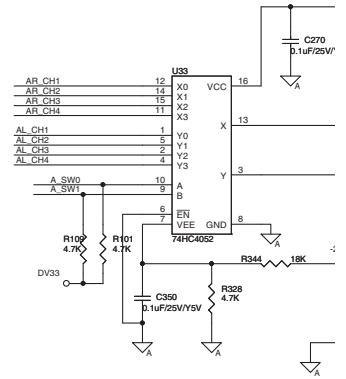 C270
0.1uF/25V/
A
U33
AR_CH1 12 X0 VCC 16
AR_CH2 14 X1
AR_CH3 15 X2
AR_CH4 11 X3
X 13
AL_CH1 1 Y0
AL_CH2 5 Y1
AL_CH3 2 Y2
AL_CH4 4 Y3
Y 3
A_SW0 10 A
A_SW1 9 B
6 EN
7 VEE GND 8
74HC4052
A
R109 R101
4.7K 4.7K
R344 18K
DV33
C350
0.1uF/25V/Y5V
R328
4.7K
A A
A